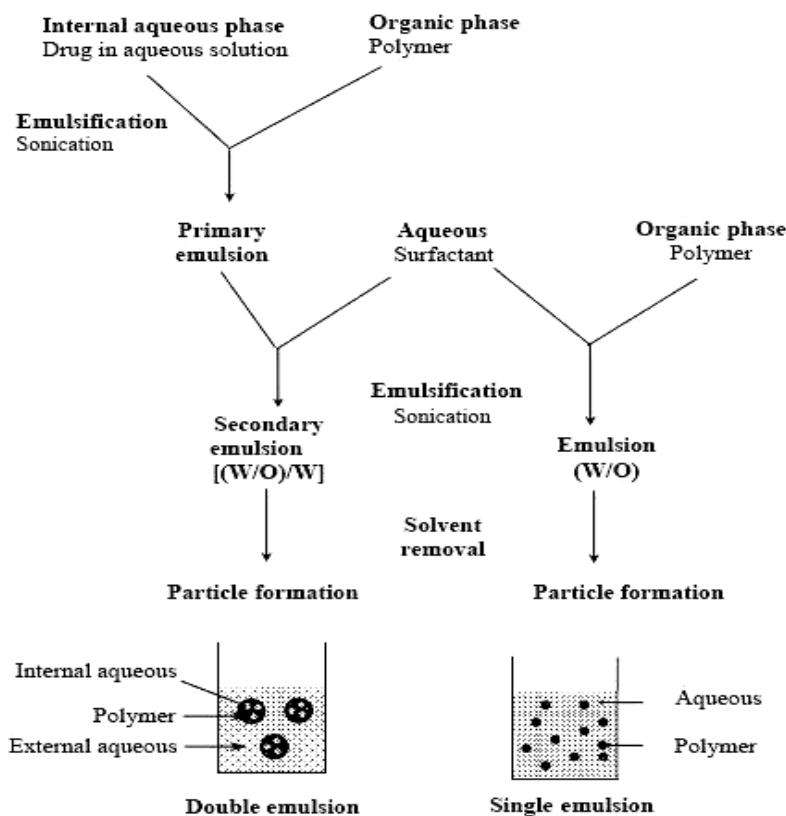 Internal aqueous phase
Drug in aqueous solution
Organic phase
Polymer
Emulsification
Sonication
Primary
emulsion
Aqueous
Surfactant
Organic phase
Polymer
Emulsification
Sonication
Secondary
emulsion
[(W/O)/W]
Emulsion
(W/O)
Solvent
removal
Particle formation
Particle formation
Internal aqueous
Polymer
External aqueous
Aqueous
Polymer
Double emulsion
Single emulsion